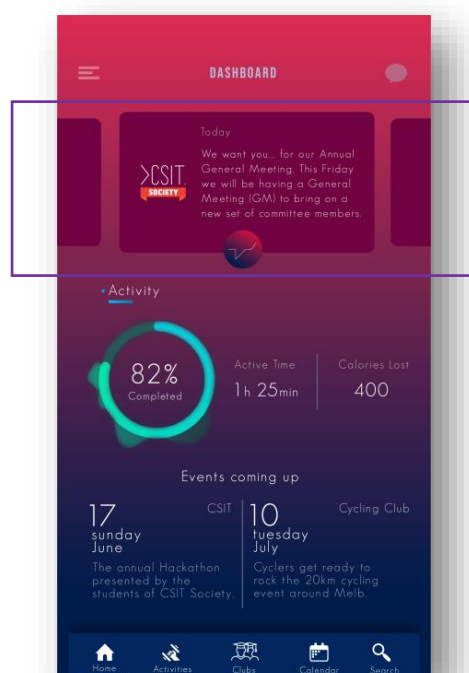 DASHBOARD
Today
We want you... for our Annual
General Meeting. This Friday
we will be having a General
Meeting (GM) to bring on a
new set of committee members.
>CSIT.
SOCIETY
Activity
82%
Completed
Active Time
1h 25min
Calories Lost
400
Events coming up
17
CSIT
sunday
June
The annual Hackathon
presented by the
students of CSIT Society.
10
Cycling Club
tuesday
July
Cyclers get ready to
rock the 20km cycling
event around Melb.
Home
Activities
Clubs
Calendar
Search